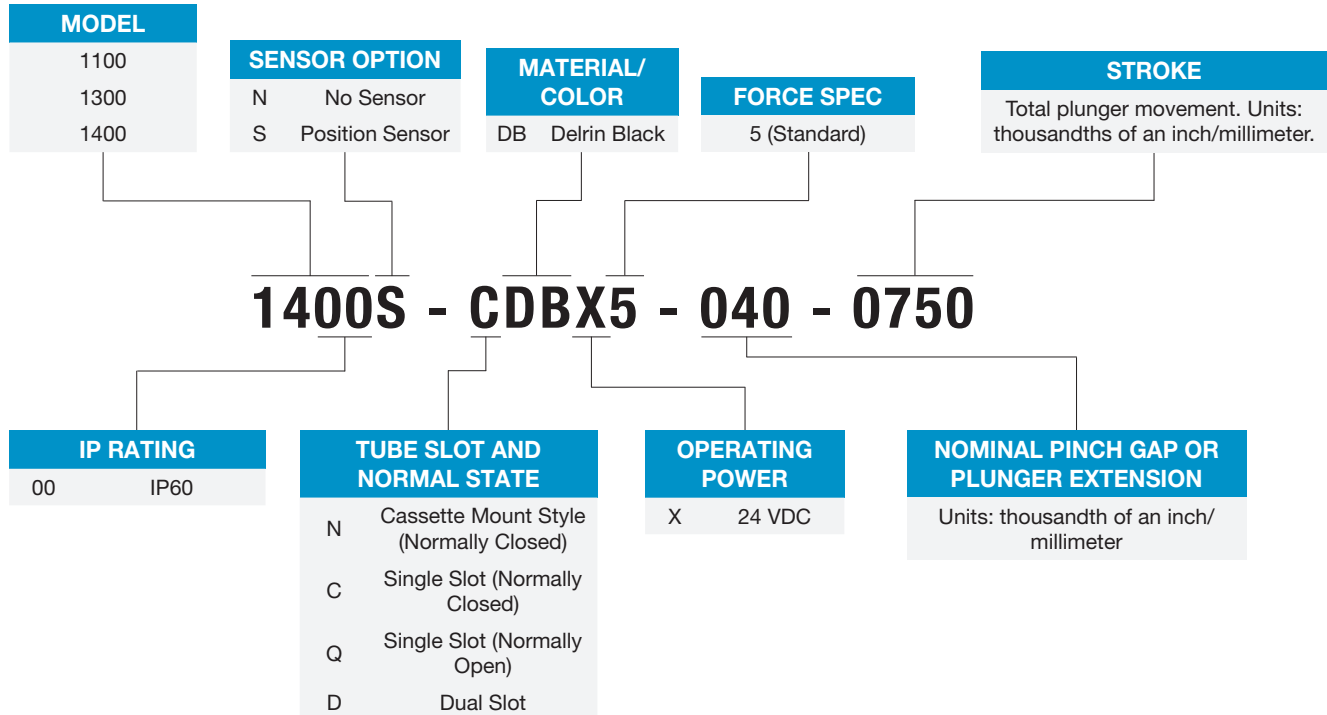 MODEL
1100
1300
1400
SENSOR OPTION
N No Sensor
S Position Sensor
MATERIAL/
COLOR
DB Delrin Black
FORCE SPEC
5 (Standard)
STROKE
Total plunger movement. Units:
thousandths of an inch/millimeter.
1400S - CDBX5 - 040 - 0750
IP RATING
00 IP60
TUBE SLOT AND
NORMAL STATE
N Cassette Mount Style
(Normally Closed)
C Single Slot (Normally
Closed)
Q Single Slot (Normally
Open)
D Dual Slot
OPERATING
POWER
X 24 VDC
NOMINAL PINCH GAP OR
PLUNGER EXTENSION
Units: thousandth of an inch/
millimeter